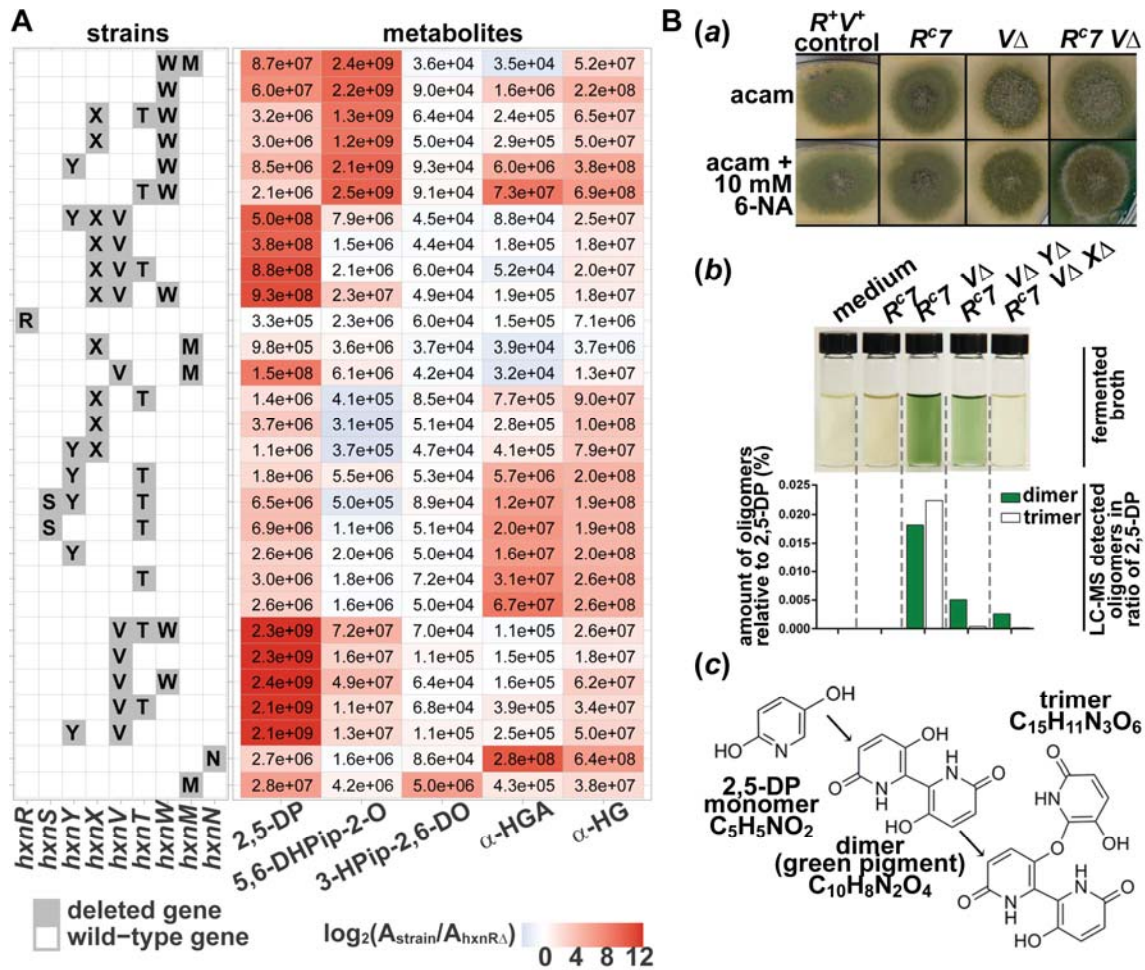 A
strains
metabolites
W M 8.7e+07 2.4e+09 3.6e+04 3.5e+04 5.2e+07
W 6.0e+07 2.2e+09 9.0e+04 1.6e+06 2.2e+08
X T W 3.2e+06 1.3e+09 6.4e+04 2.4e+05 6.5e+07
X W 3.0e+06 1.2e+09 4.4e+04 2.9e+05 5.0e+07
Y W 8.5e+06 2.1e+09 9.3e+04 6.0e+06 3.8e+08
T W 2.1e+06 2.5e+09 9.1e+04 7.3e+07 6.9e+08
Y X V 5.0e+08 7.9e+06 4.5e+04 8.8e+04 2.5e+07
X V 3.8e+08 1.5e+06 4.4e+04 1.8e+05 1.8e+07
X V T 8.8e+08 2.1e+06 6.0e+04 5.2e+04 2.0e+07
X V W 9.3e+08 2.3e+07 4.9e+04 1.9e+05 1.8e+07
R 3.3e+05 2.3e+06 6.0e+04 1.5e+05 7.1e+06
X M 9.8e+05 3.6e+06 3.7e+04 3.9e+04 3.7e+06
V M 1.5e+08 6.1e+06 4.2e+04 3.2e+04 1.3e+07
X T 1.4e+06 4.1e+05 8.5e+04 7.7e+05 9.0e+07
X 3.7e+06 3.1e+05 5.1e+04 2.8e+05 1.0e+08
Y X 1.1e+06 3.7e+05 4.7e+04 4.1e+05 7.9e+07
Y T 1.8e+06 5.5e+06 5.3e+04 5.7e+06 2.0e+08
S Y T 6.5e+06 5.0e+05 8.9e+04 1.2e+07 1.9e+08
S T 6.9e+06 1.1e+06 5.1e+04 2.0e+07 1.9e+08
Y 2.6e+06 2.0e+06 5.0e+04 1.6e+07 2.0e+08
T 3.0e+06 1.8e+06 7.2e+04 3.1e+07 2.6e+08
2.6e+06 1.6e+06 5.0e+04 6.7e+07 2.6e+08
V T W 2.3e+09 7.2e+07 7.0e+04 1.1e+05 2.6e+07
V 2.3e+09 1.6e+07 1.1e+05 1.5e+05 1.8e+07
V W 2.4e+09 4.9e+07 6.4e+04 1.6e+05 6.2e+07
V T 2.1e+09 1.1e+07 6.8e+04 3.9e+05 3.4e+07
Y V 2.1e+09 1.3e+07 1.1e+05 2.5e+05 5.0e+07
N 2.7e+06 1.6e+06 8.6e+04 2.8e+08 6.4e+08
M 2.8e+07 4.2e+06 5.0e+06 4.3e+05 3.8e+07
hxnR hxnS hxnY hxnX hxnV hxnT hxnW hxnM hxnN
2,5-DP 5,6-DHPip-2-O 3-HPip-2,6-DO α-HGA α-HG
deleted gene
wild-type gene
log₂(Astrain/AhxnRΔ)
0 4 8 12
B
(a)
R⁺V⁺ control
Rᶜ7
VΔ
Rᶜ7 VΔ
acam
acam +
10 mM
6-NA
(b)
medium
Rᶜ7
Rᶜ7 VΔ
Rᶜ7 VΔ YΔ
Rᶜ7 VΔ XΔ
fermented
broth
amount of oligomers
relative to 2,5-DP (%)
0.025
0.020
0.015
0.010
0.005
0.000
dimer
trimer
LC-MS detected
oligomers in
ratio of 2,5-DP
(c)
OH
HO
N
2,5-DP
monomer
C₅H₅NO₂
OH
H
N
O
O
N
H
HO
dimer
(green pigment)
C₁₀H₈N₂O₄
trimer
C₁₅H₁₁N₃O₆
O
HN
OH
O
H
N
O
O
N
H
HO